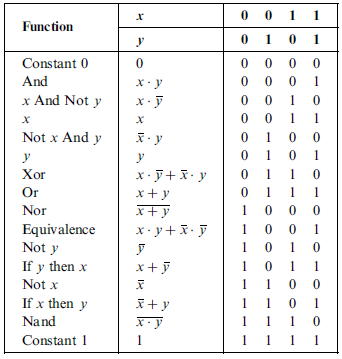 Function x 0 0 1 1
y 0 1 0 1
Constant 0 0 0 0 0 0
And x · y 0 0 0 1
x And Not y x · y̅ 0 0 1 0
x x 0 0 1 1
Not x And y x̅ · y 0 1 0 0
y y 0 1 0 1
Xor x · y̅ + x̅ · y 0 1 1 0
Or x + y 0 1 1 1
Nor x̅ ̅+̅ ̅y̅ 1 0 0 0
Equivalence x · y + x̅ · y̅ 1 0 0 1
Not y y̅ 1 0 1 0
If y then x x + y̅ 1 0 1 1
Not x x̅ 1 1 0 0
If x then y x̅ + y 1 1 0 1
Nand x̅ ̅·̅ ̅y̅ 1 1 1 0
Constant 1 1 1 1 1 1